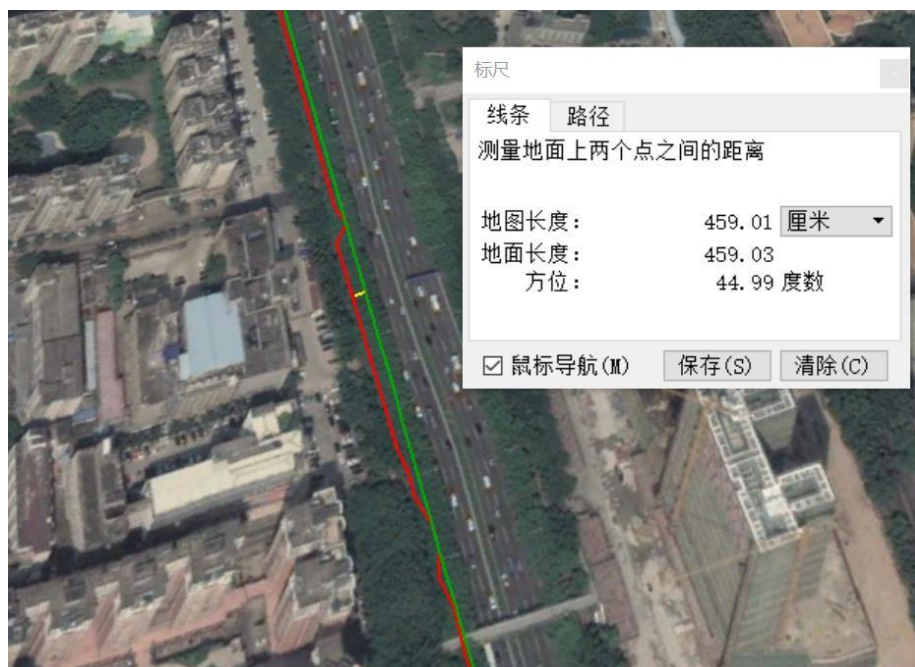 标尺
线条 路径
测量地面上两个点之间的距离
地图长度： 459.01 厘米
地面长度： 459.03
方位： 44.99 度数
鼠标导航(M) 保存(S) 清除(C)